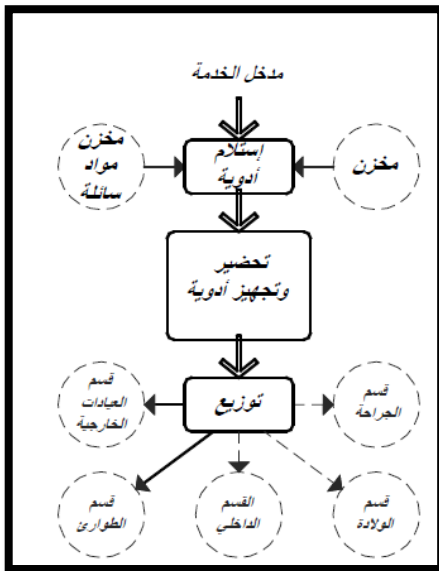 مدخل الخدمة
إستلام
أدوية
مخزن
مخزن
مواد
سائلة
تحضير
وتجهيز أدوية
توزيع
قسم
الجراحة
قسم
العيادات
الخارجية
قسم
الولادة
القسم
الداخلي
قسم
الطوارئ